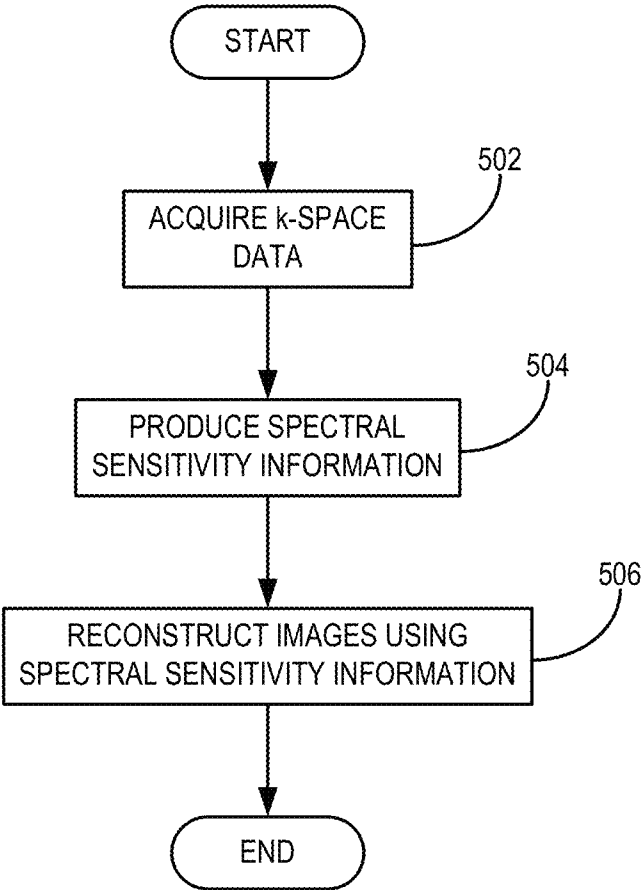 START
502
ACQUIRE k-SPACE
DATA
504
PRODUCE SPECTRAL
SENSITIVITY INFORMATION
506
RECONSTRUCT IMAGES USING
SPECTRAL SENSITIVITY INFORMATION
END